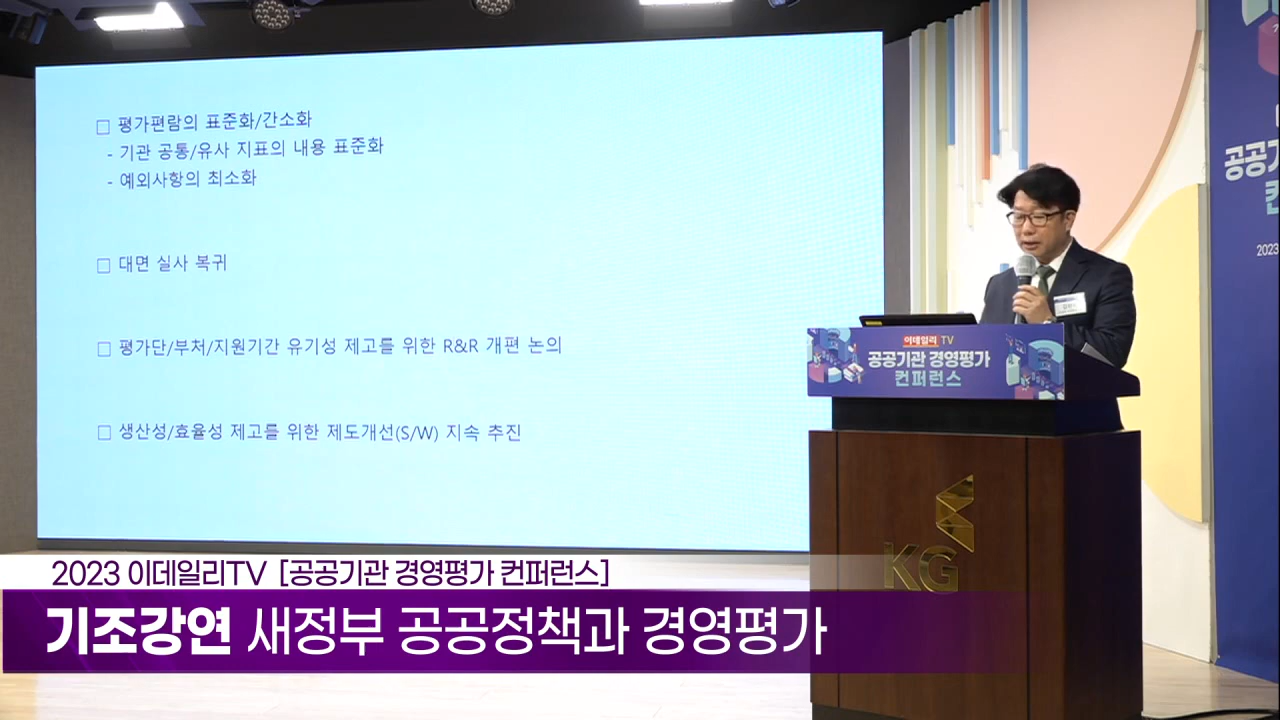 □ 평가편람의 표준화/간소화
- 기관 공통/유사 지표의 내용 표준화
- 예외사항의 최소화
□ 대면 실사 복귀
□ 평가단/부처/지원기간 유기성 제고를 위한 R&R 개편 논의
□ 생산성/효율성 제고를 위한 제도개선(S/W) 지속 추진
공공기
컨
2023
이데일리 TV
공공기관 경영평가
컨퍼런스
KG
2023 이데일리TV [공공기관 경영평가 컨퍼런스]
기조강연 새정부 공공정책과 경영평가